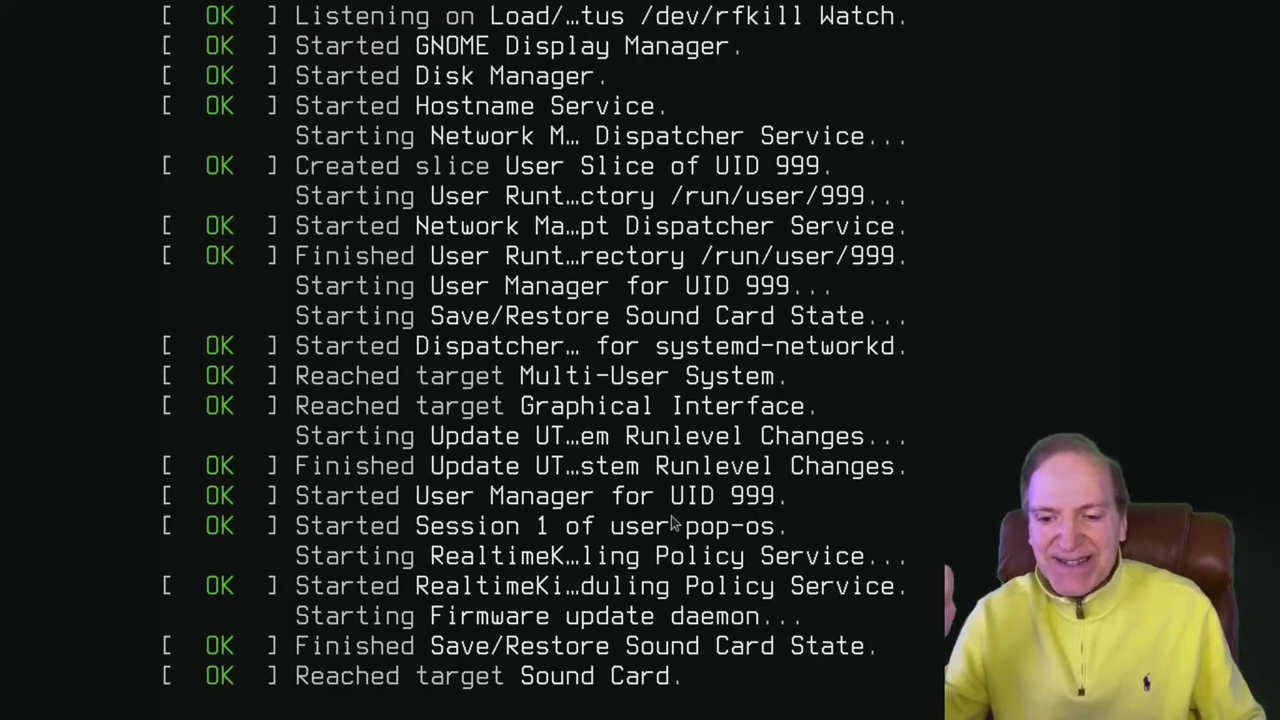 [  OK  ] Listening on Load/…tus /dev/rfkill Watch.
[  OK  ] Started GNOME Display Manager.
[  OK  ] Started Disk Manager.
[  OK  ] Started Hostname Service.
Starting Network M… Dispatcher Service...
[  OK  ] Created slice User Slice of UID 999.
Starting User Runt…ctory /run/user/999...
[  OK  ] Started Network Ma…pt Dispatcher Service.
[  OK  ] Finished User Runt…rectory /run/user/999.
Starting User Manager for UID 999...
Starting Save/Restore Sound Card State...
[  OK  ] Started Dispatcher… for systemd-networkd.
[  OK  ] Reached target Multi-User System.
[  OK  ] Reached target Graphical Interface.
Starting Update UT…em Runlevel Changes...
[  OK  ] Finished Update UT…stem Runlevel Changes.
[  OK  ] Started User Manager for UID 999.
[  OK  ] Started Session 1 of user pop-os.
Starting RealtimeK…ling Policy Service...
[  OK  ] Started RealtimeKi…duling Policy Service.
Starting Firmware update daemon...
[  OK  ] Finished Save/Restore Sound Card State.
[  OK  ] Reached target Sound Card.